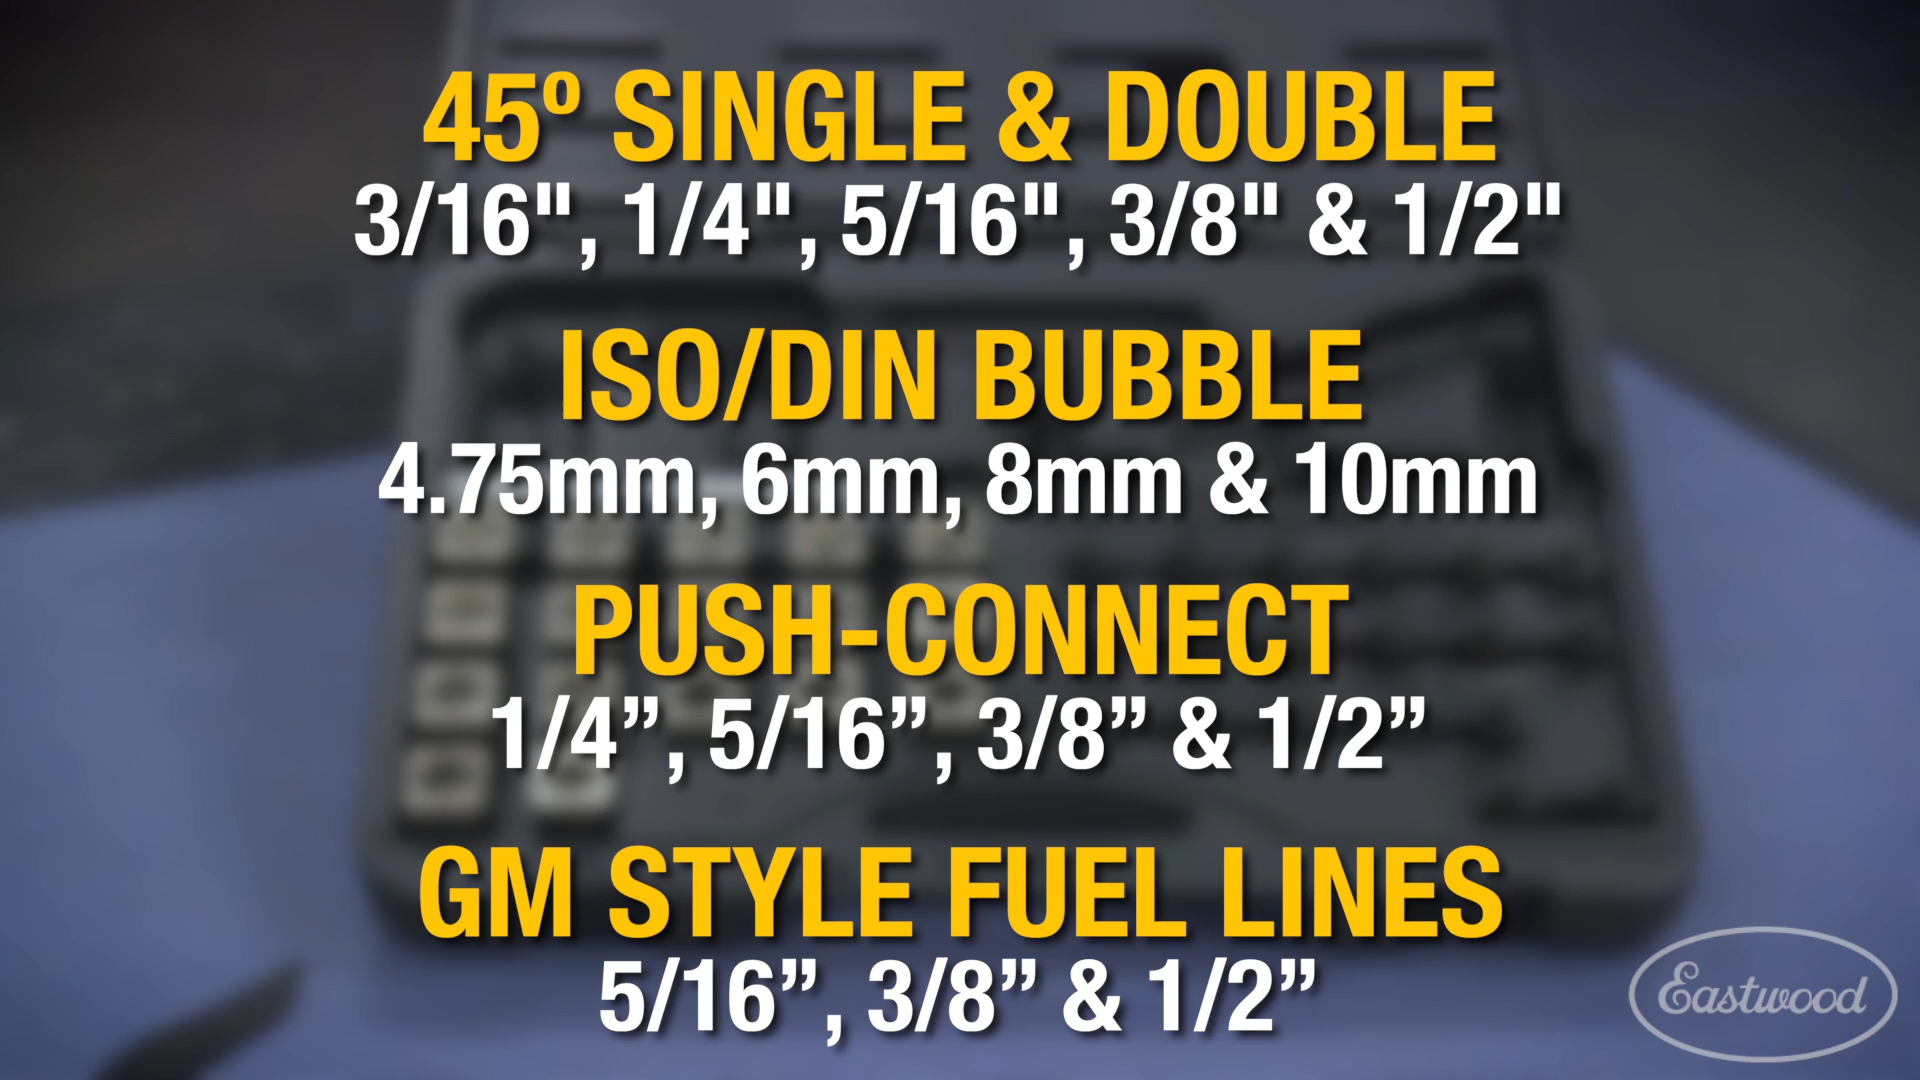 45º SINGLE & DOUBLE
3/16", 1/4", 5/16", 3/8" & 1/2"
ISO/DIN BUBBLE
4.75mm, 6mm, 8mm & 10mm
PUSH-CONNECT
1/4”, 5/16”, 3/8” & 1/2”
GM STYLE FUEL LINES
5/16”, 3/8” & 1/2”
Eastwood